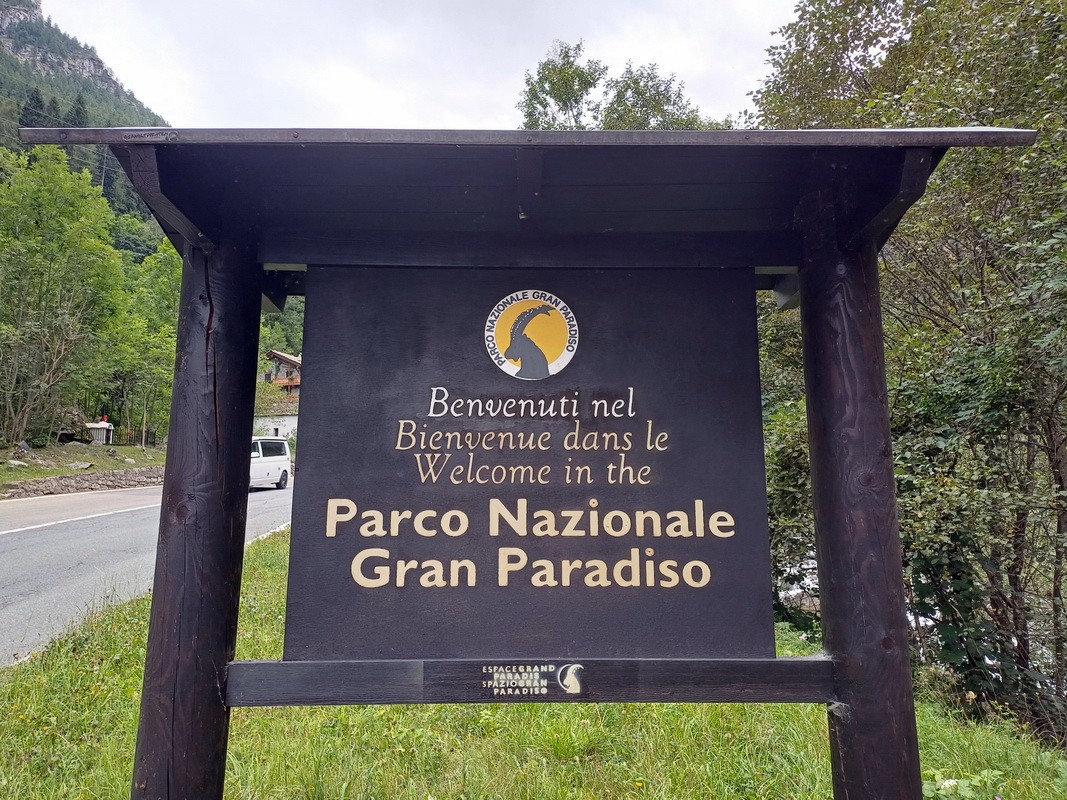 PARCO NAZIONALE GRAN PARADISO
Benvenuti nel
Bienvenue dans le
Welcome in the
Parco Nazionale
Gran Paradiso
ESPACE GRAND
PARADIS
SPAZIO GRAN
PARADISO